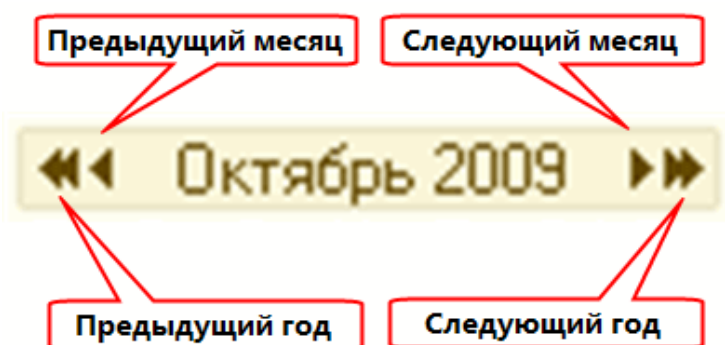 Предыдущий месяц
Следующий месяц
Октябрь 2009
Предыдущий год
Следующий год